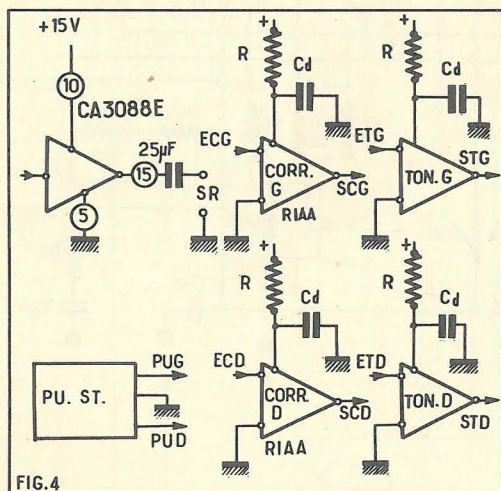 +15V
10
CA3088E
25µF
15
SR
5
+
R
Cd
ECG
CORR.
G
SCG
RIAA
+
R
Cd
ETG
TON.G
STG
PU. ST.
PUG
PUD
+
R
Cd
ECD
CORR.
D
SCD
RIAA
+
R
Cd
ETD
TON.D
STD
FIG.4